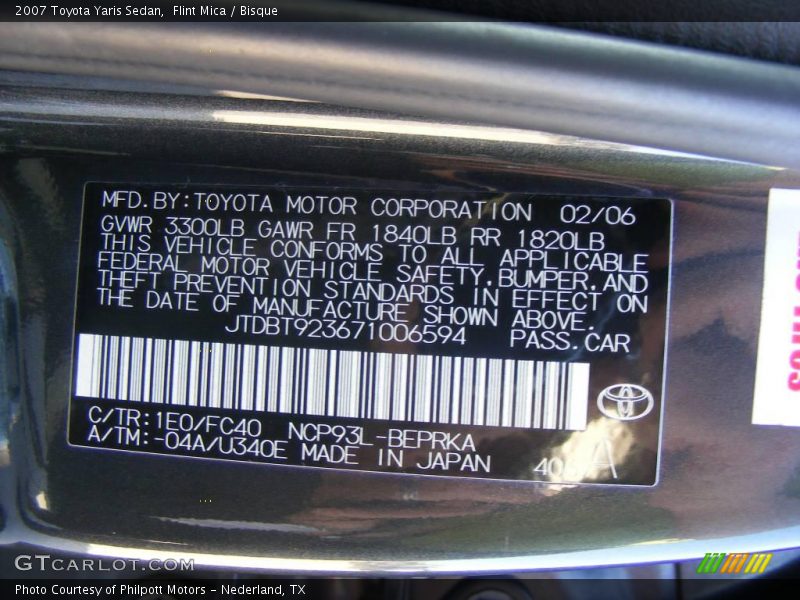 2007 Toyota Yaris Sedan,  Flint Mica / Bisque
MFD.BY:TOYOTA MOTOR CORPORATION 02/06
GVWR 3300LB GAWR FR 1840LB RR 1820LB
THIS VEHICLE CONFORMS TO ALL APPLICABLE
FEDERAL MOTOR VEHICLE SAFETY,BUMPER,AND
THEFT PREVENTION STANDARDS IN EFFECT ON
THE DATE OF MANUFACTURE SHOWN ABOVE.
JTDBT923671006594 PASS.CAR
C/TR:1E0/FC40 NCP93L-BEPRKA
A/TM:-04A/U340E MADE IN JAPAN
GTCARLOT.COM
Photo Courtesy of Philpott Motors - Nederland, TX